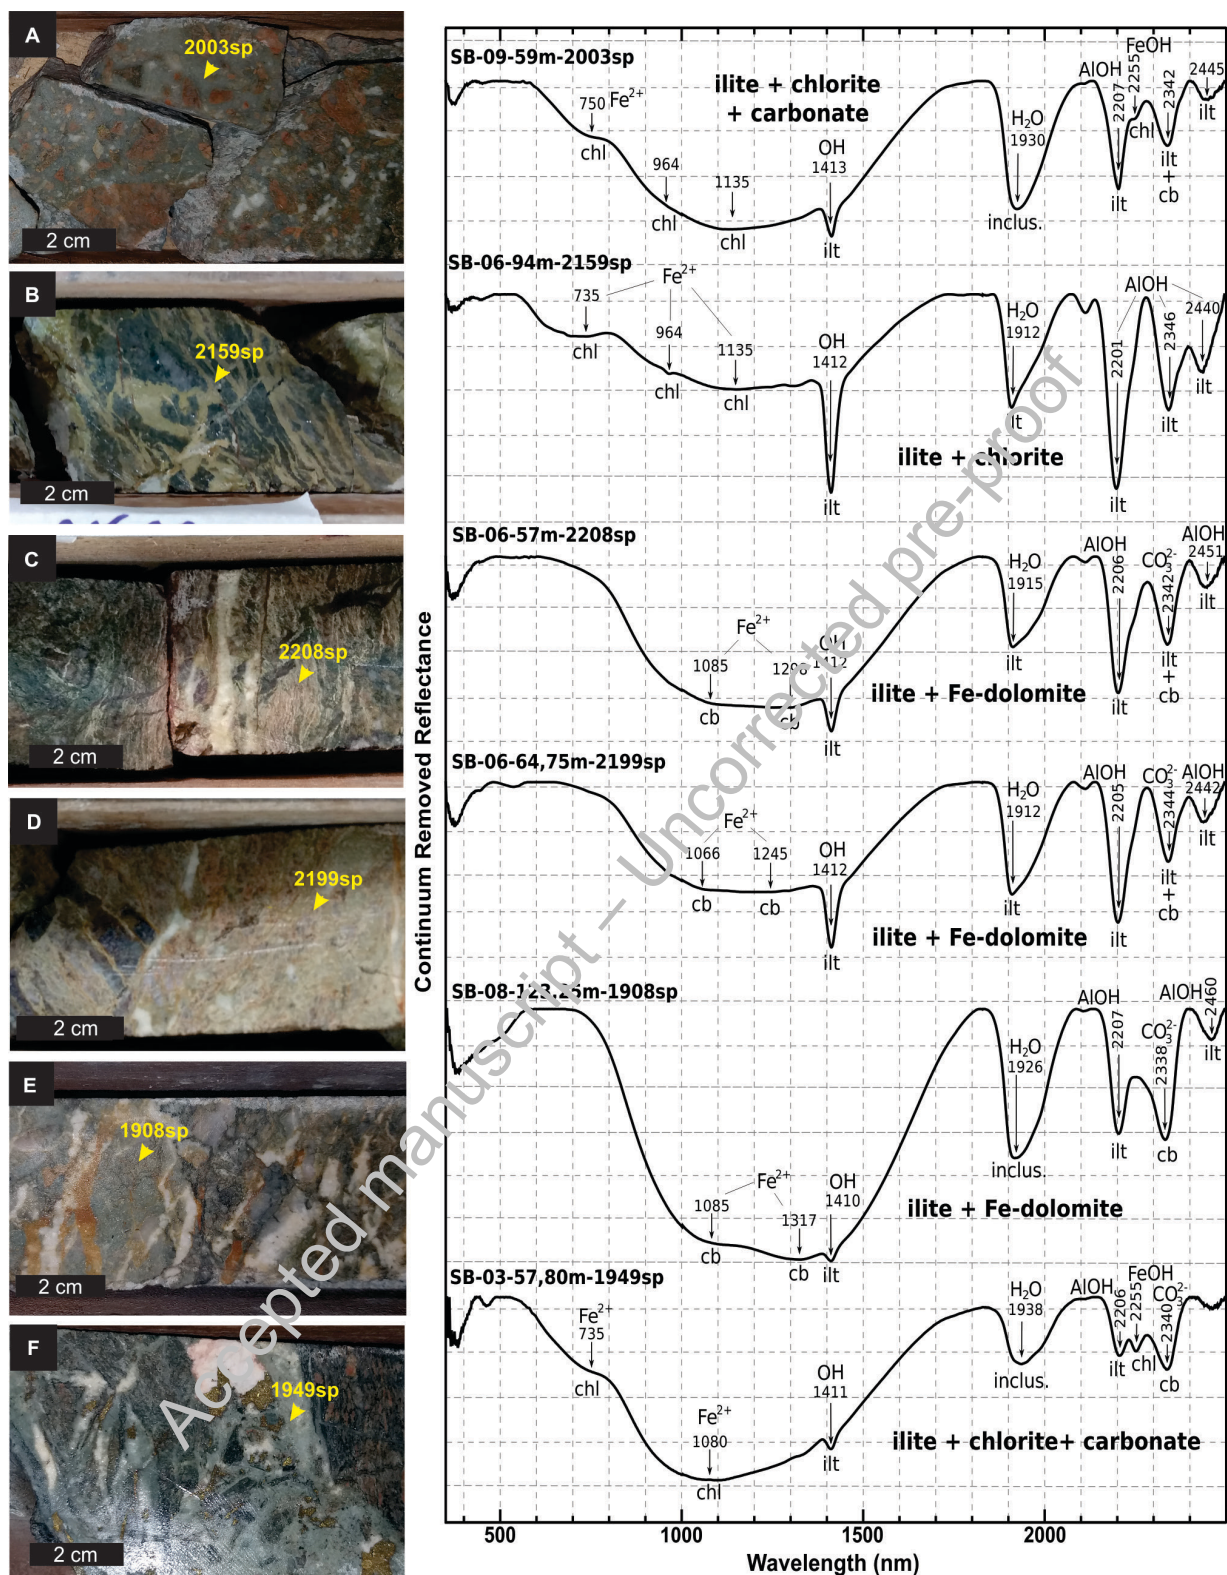 A
2003sp
2 cm
B
2159sp
2 cm
C
2208sp
2 cm
D
2199sp
2 cm
E
1908sp
2 cm
F
1949sp
2 cm
Continuum Removed Reflectance
SB-09-59m-2003sp
ilite + chlorite
+ carbonate
750 Fe²⁺
chl
964
chl
1135
chl
OH
1413
ilt
H₂O
1930
inclus.
AlOH
2207
ilt
FeOH
2255
chl
2342
ilt
+
cb
2445
ilt
SB-06-94m-2159sp
Fe²⁺
735
chl
964
chl
1135
chl
OH
1412
ilt
H₂O
1912
ilt
AlOH
2201
ilt
2346
ilt
2440
ilt
ilite + chlorite
SB-06-57m-2208sp
Fe²⁺
1085
cb
cb
OH
1412
ilt
H₂O
1915
ilt
AlOH
2206
ilt
CO₃²⁻
2342
ilt
+
cb
AlOH
2451
ilt
ilite + Fe-dolomite
SB-06-64,75m-2199sp
Fe²⁺
1066
cb
1245
cb
OH
1412
ilt
H₂O
1912
ilt
AlOH
2205
ilt
CO₃²⁻
2344
ilt
+
cb
AlOH
2442
ilt
ilite + Fe-dolomite
SB-08-123,25m-1908sp
Fe²⁺
1085
cb
1317
cb
OH
1410
ilt
H₂O
1926
inclus.
AlOH
2207
ilt
CO₃²⁻
2338
cb
AlOH
2460
ilt
ilite + Fe-dolomite
SB-03-57,80m-1949sp
Fe²⁺
735
chl
Fe²⁺
1080
chl
OH
1411
ilt
H₂O
1938
inclus.
AlOH
2206
ilt
FeOH
2255
chl
CO₃²⁻
2340
cb
ilite + chlorite+ carbonate
500 1000 1500 2000
Wavelength (nm)
Accepted manuscript – Uncorrected pre-proof